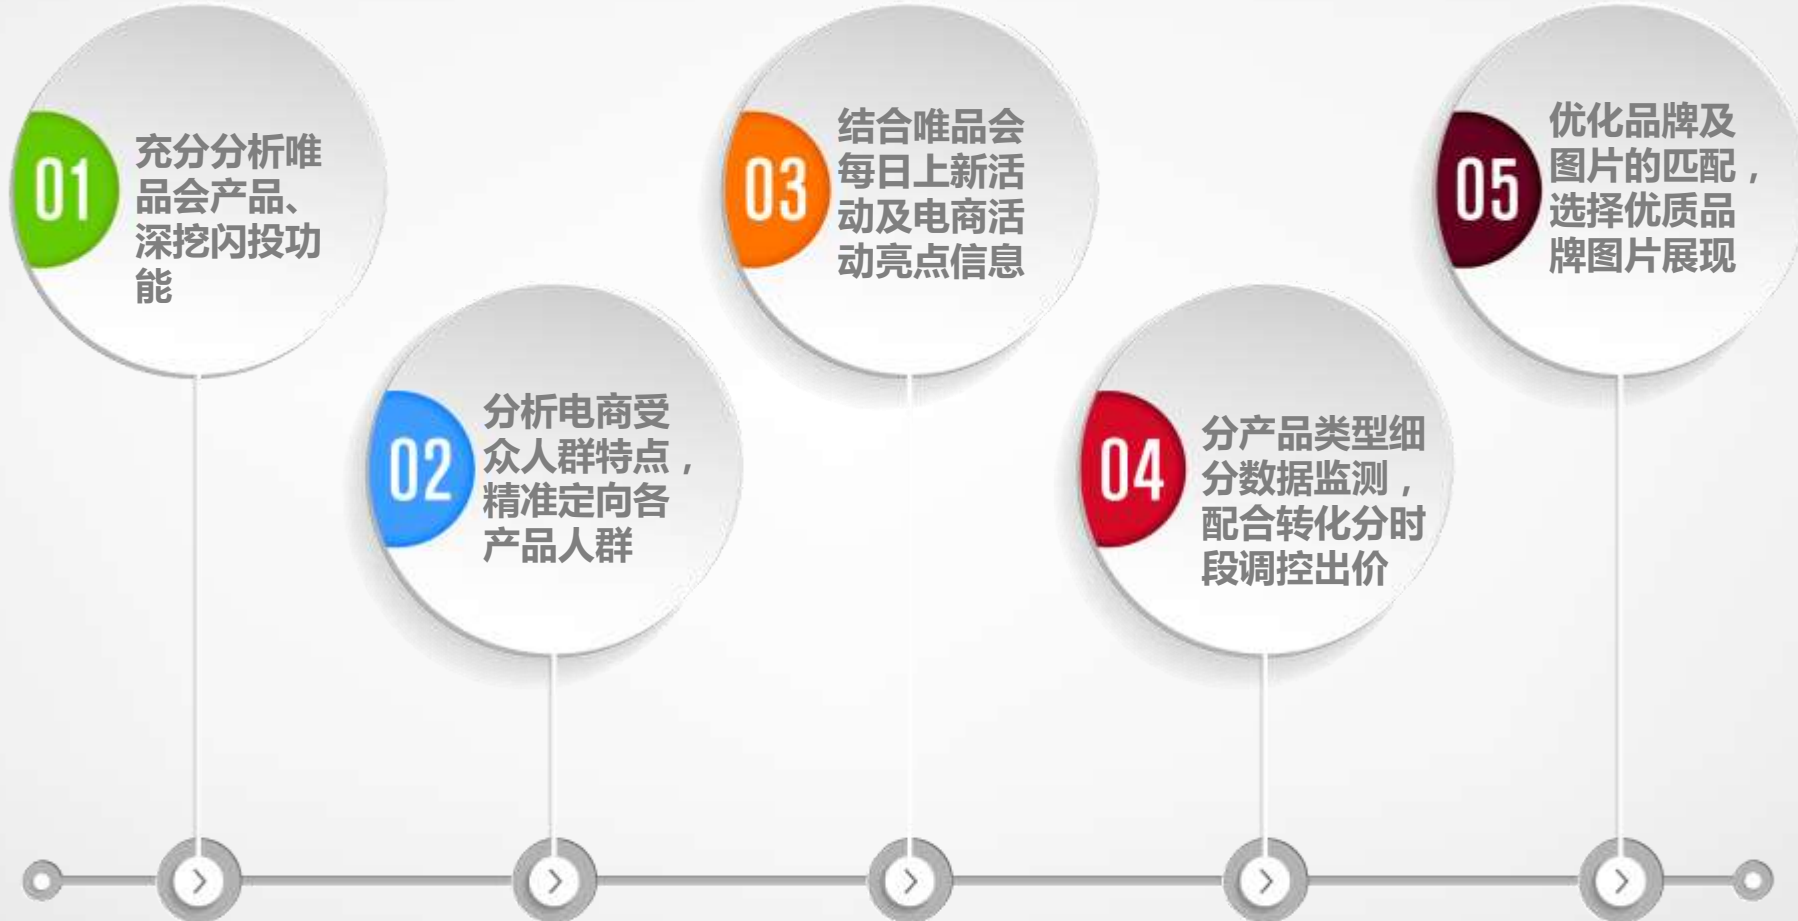 01
充分分析唯
品会产品、
深挖闪投功
能
02
分析电商受
众人群特点，
精准定向各
产品人群
03
结合唯品会
每日上新活
动及电商活
动亮点信息
04
分产品类型细
分数据监测，
配合转化分时
段调控出价
05
优化品牌及
图片的匹配，
选择优质品
牌图片展现